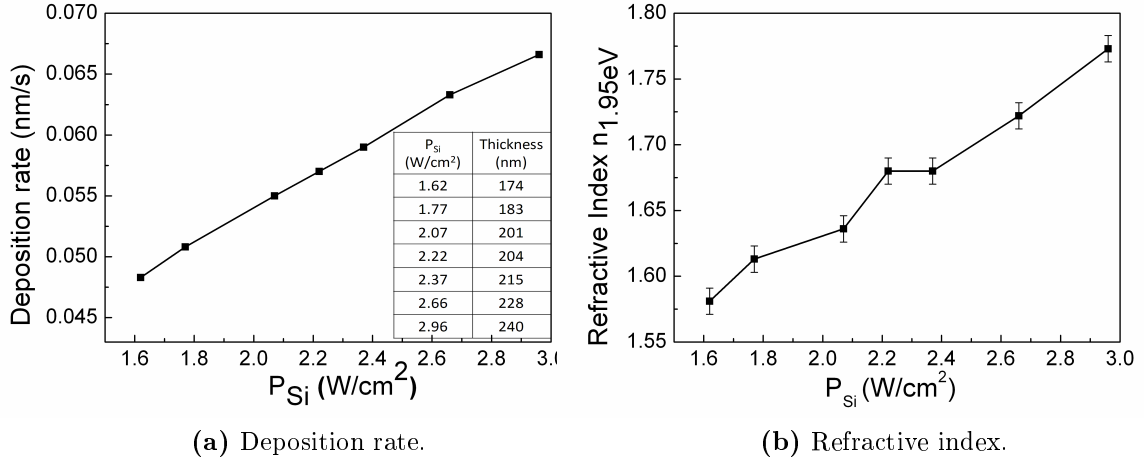 0.070
0.065
0.060
0.055
0.050
0.045
Deposition rate (nm/s)
P_Si (W/cm²) Thickness (nm)
1.62 174
1.77 183
2.07 201
2.22 204
2.37 215
2.66 228
2.96 240
1.6 1.8 2.0 2.2 2.4 2.6 2.8 3.0
P_Si (W/cm²)
(a) Deposition rate.
1.80
1.75
1.70
1.65
1.60
1.55
Refractive Index n_1.95eV
1.6 1.8 2.0 2.2 2.4 2.6 2.8 3.0
P_Si (W/cm²)
(b) Refractive index.